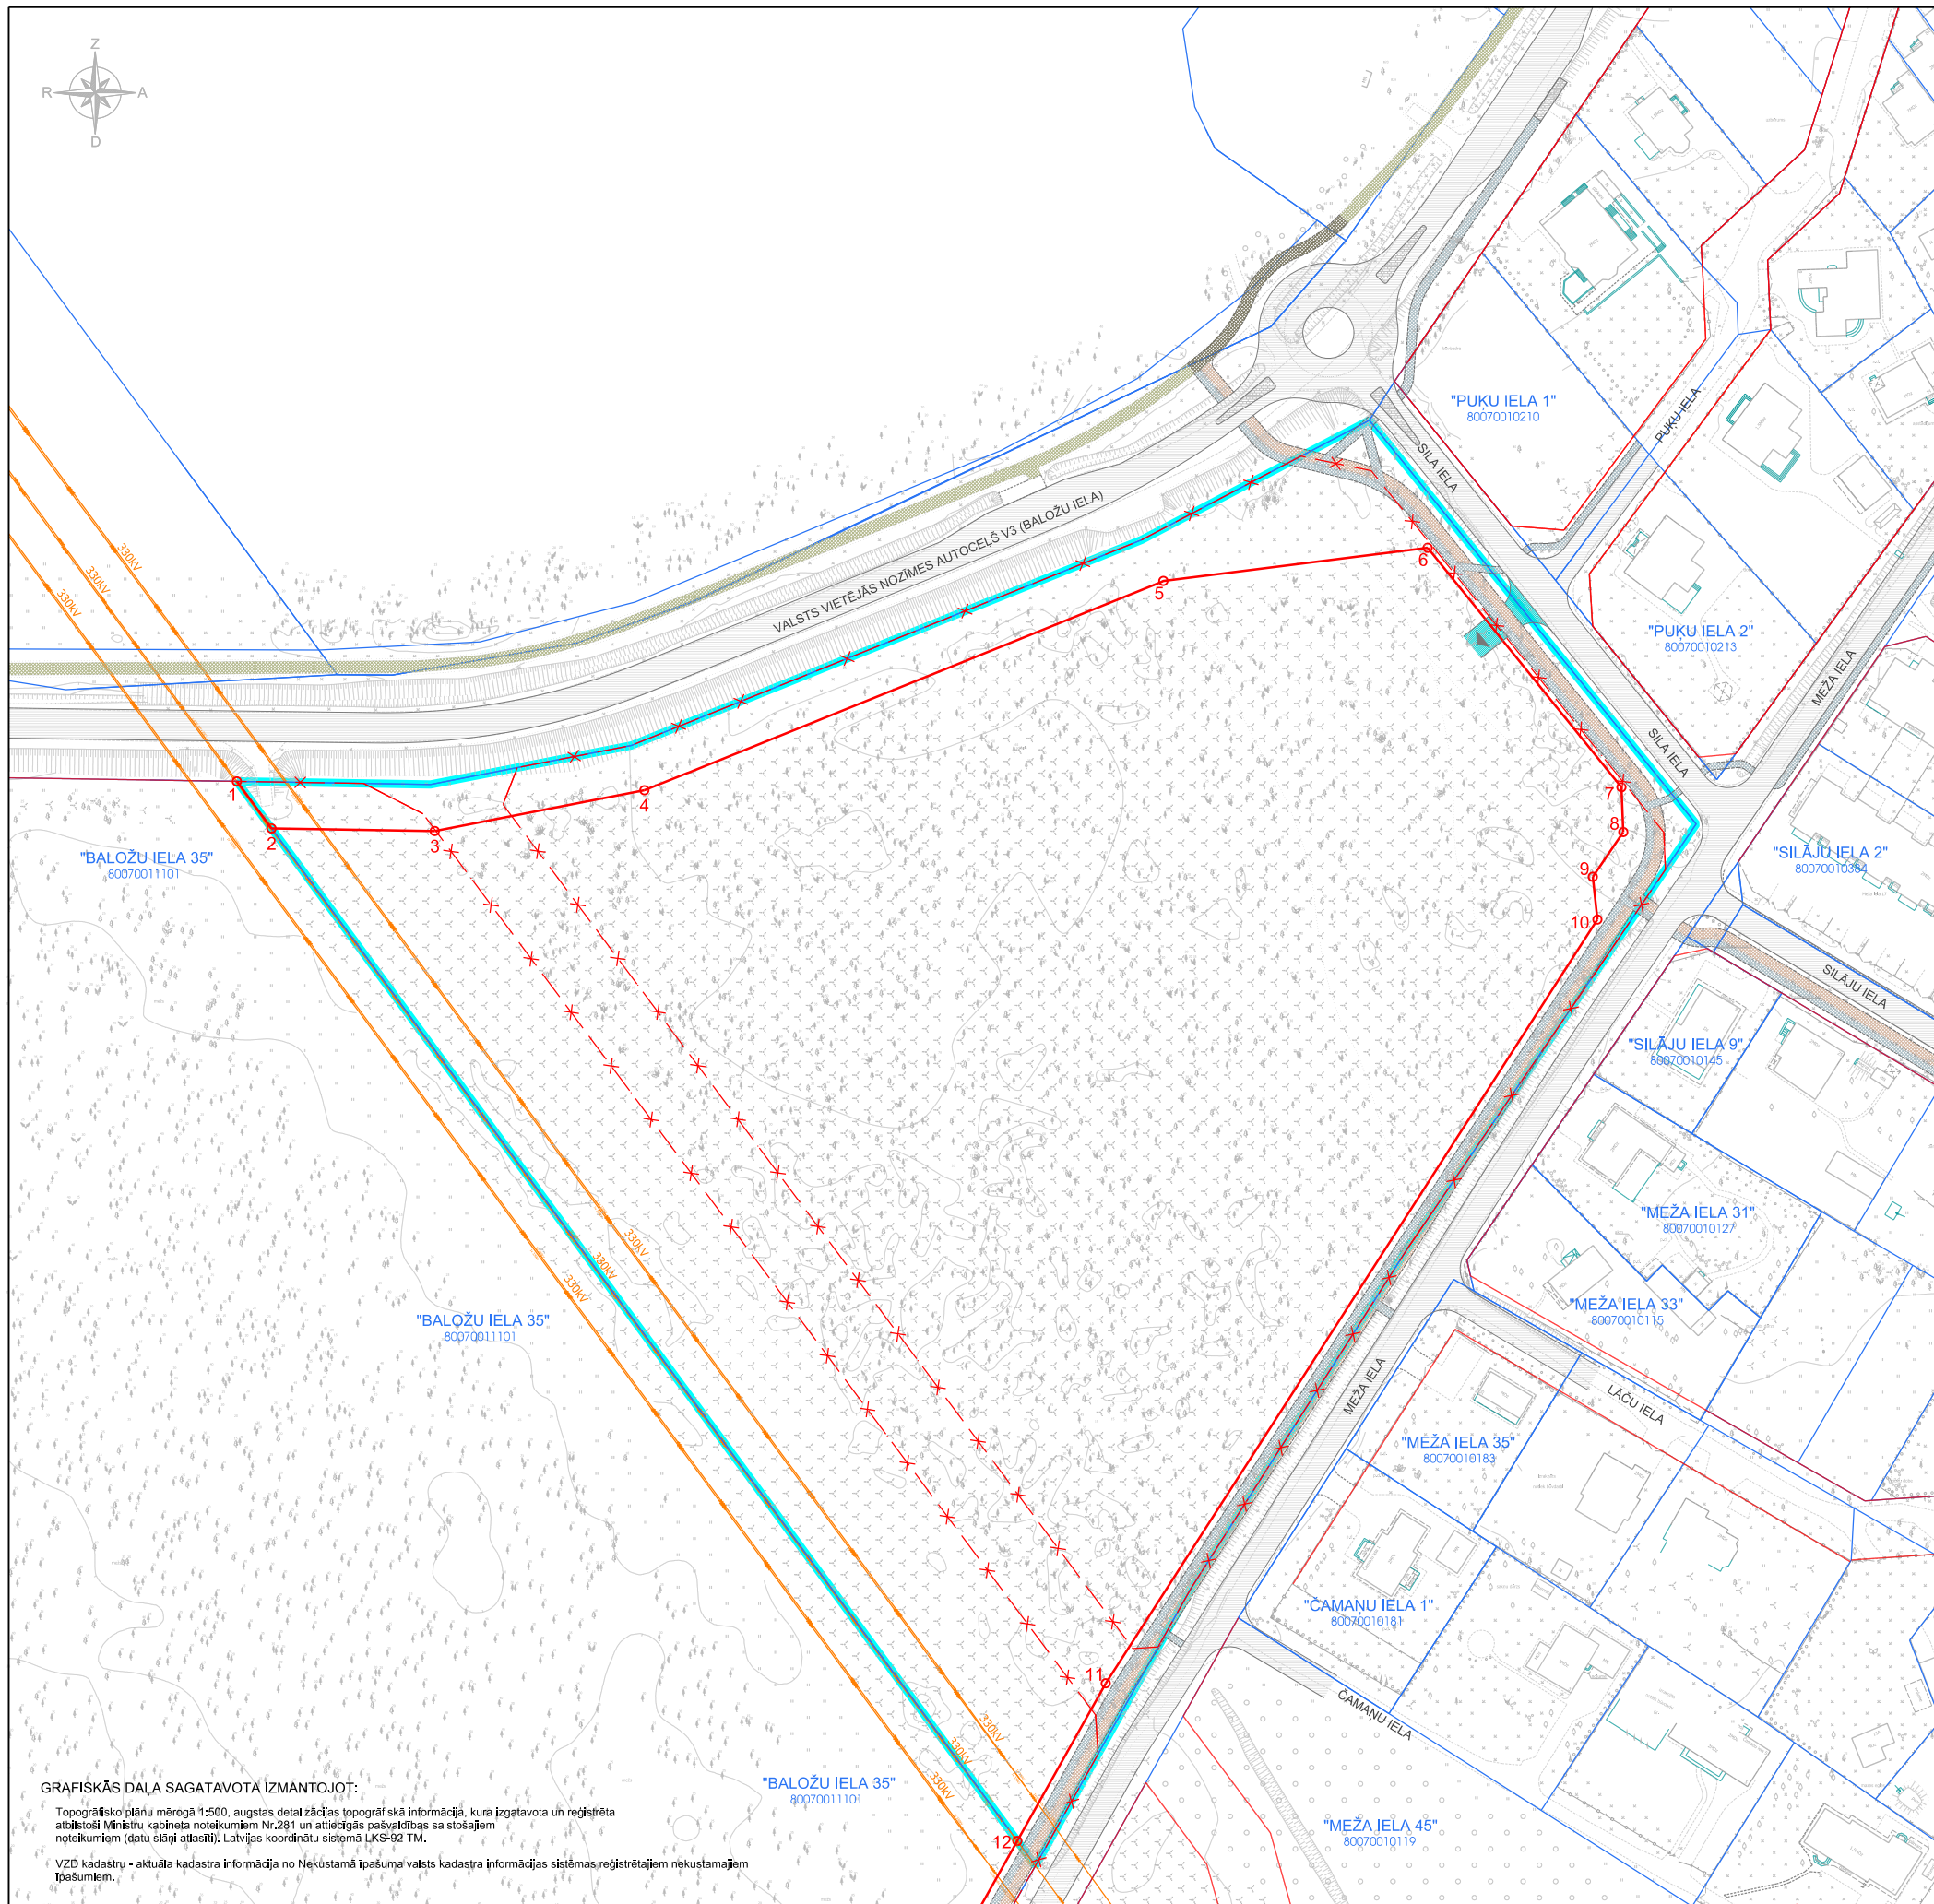 Z
R
A
D
"PUĶU IELA 1"
80070010210
PUĶU IELA
SILA IELA
VALSTS VIETĒJĀS NOZĪMES AUTOCEĻŠ V3 (BALOŽU IELA)
330kV
330kV
330kV
"PUĶU IELA 2"
80070010213
MEŽA IELA
SILA IELA
1
2
3
4
5
6
7
8
9
10
11
12
"BALOŽU IELA 35"
80070011101
"SILĀJU IELA 2"
80070010384
SILĀJU IELA
"SILĀJU IELA 9"
80070010145
"MEŽA IELA 31"
80070010127
330kV
330kV
330kV
"BALOŽU IELA 35"
80070011101
"MEŽA IELA 33"
80070010115
MEŽA IELA
LĀČU IELA
"MEŽA IELA 35"
80070010183
"ČAMAŅU IELA 1"
80070010181
ČAMAŅU IELA
330kV
330kV
330kV
"BALOŽU IELA 35"
80070011101
"MEŽA IELA 45"
80070010119
GRAFISKĀS DAĻA SAGATAVOTA IZMANTOJOT:
Topogrāfisko plānu mērogā 1:500, augstas detalizācijas topogrāfiskā informācija, kura izgatavota un reģistrēta
atbilstoši Ministru kabineta noteikumiem Nr.281 un attiecīgās pašvaldības saistošajiem
noteikumiem (datu slāņi atlasīti). Latvijas koordinātu sistemā LKS-92 TM.
VZD kadastru - aktuāla kadastra informācija no Nekustamā īpašuma valsts kadastra informācijas sistēmas reģistrētajiem nekustamajiem
īpašumiem.